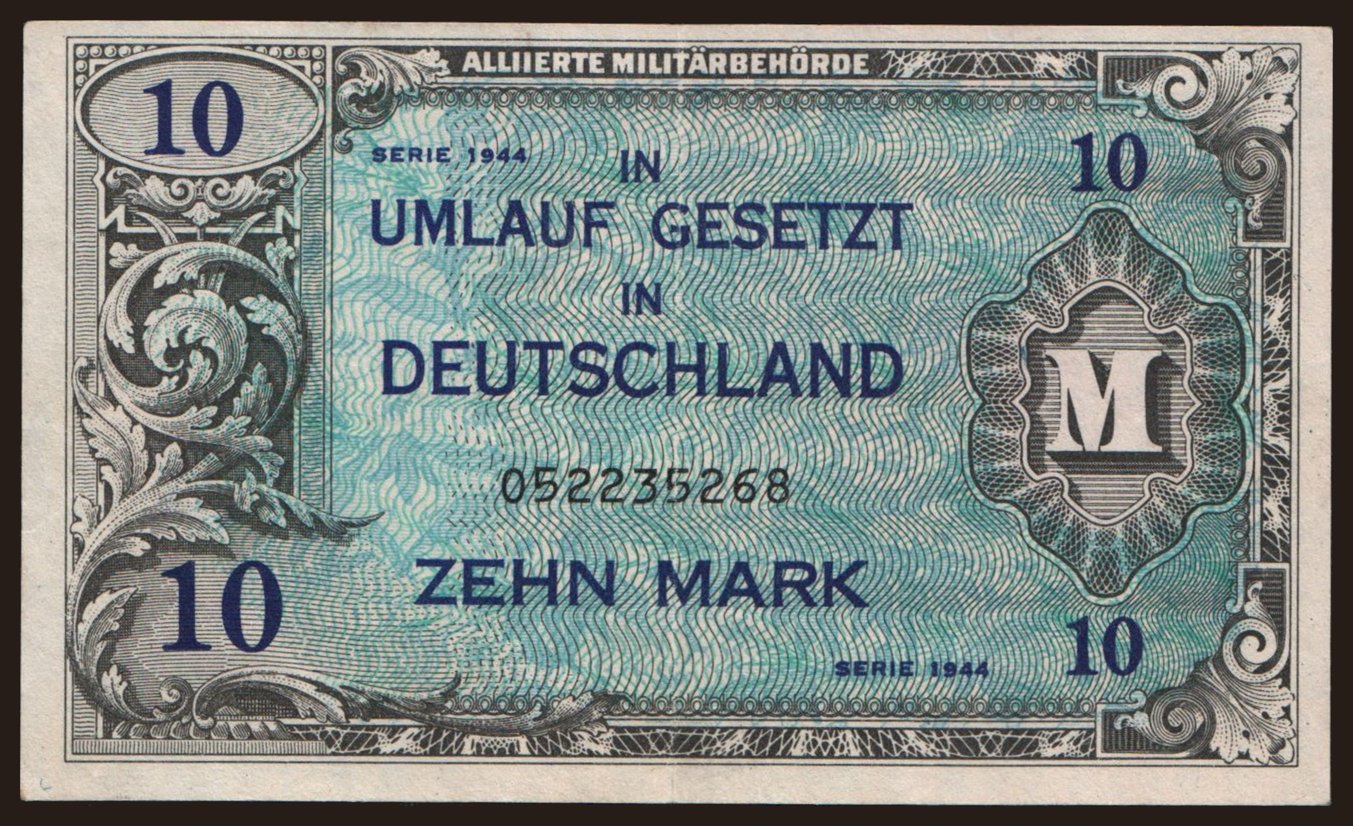 ALLIIERTE MILITÄRBEHÖRDE
10
10
SERIE 1944
IN
UMLAUF GESETZT
IN
DEUTSCHLAND
M
052235268
ZEHN MARK
10
10
SERIE 1944